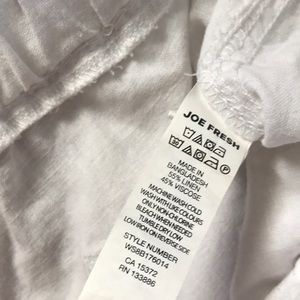 JOE FRESH
30
MADE IN
BANGLADESH
55% LINEN
45% VISCOSE
MACHINE WASH COLD
WASH WITH LIKE COLOURS
ONLY NON-CHLORINE
BLEACH WHEN NEEDED
TUMBLE DRY LOW
LOW IRON ON REVERSE SIDE
STYLE NUMBER
WS8B176014
CA 15372
RN 133886